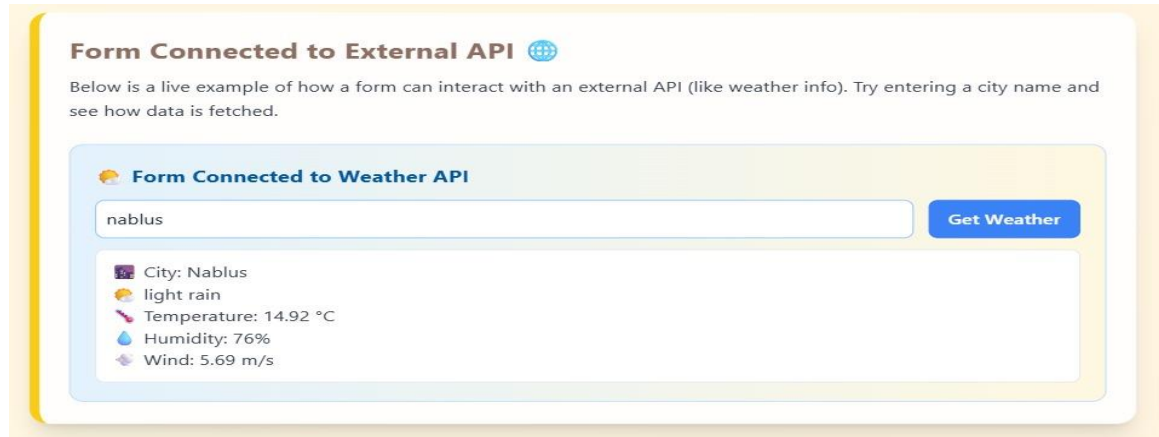 Form Connected to External API 🌐
Below is a live example of how a form can interact with an external API (like weather info). Try entering a city name and
see how data is fetched.
🌤️ Form Connected to Weather API
nablus
Get Weather
🌆 City: Nablus
🌤️ light rain
🌡️ Temperature: 14.92 °C
💧 Humidity: 76%
💨 Wind: 5.69 m/s